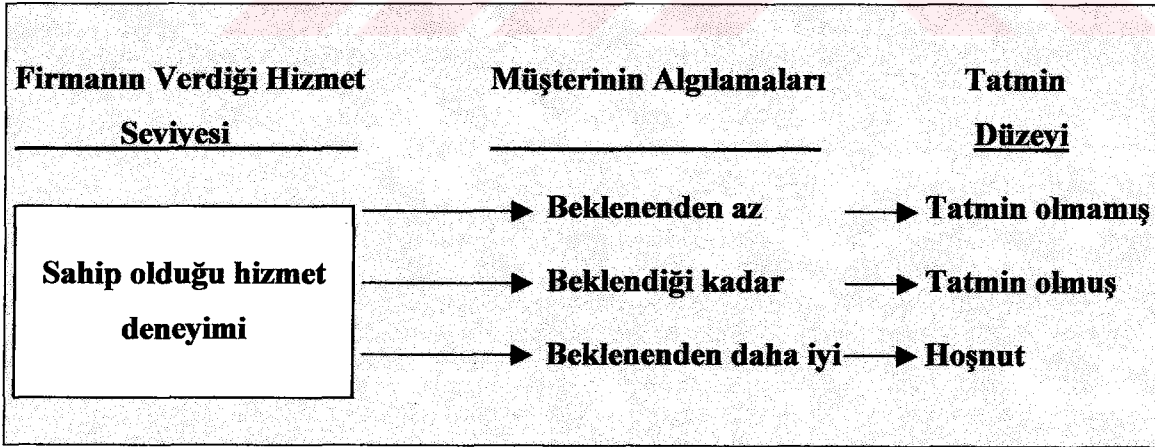 Firmanın Verdiği Hizmet
Seviyesi
Müşterinin Algılamaları
Tatmin
Düzeyi
Sahip olduğu hizmet
deneyimi
Beklenenden az
Tatmin olmamış
Beklendiği kadar
Tatmin olmuş
Beklenenden daha iyi
Hoşnut